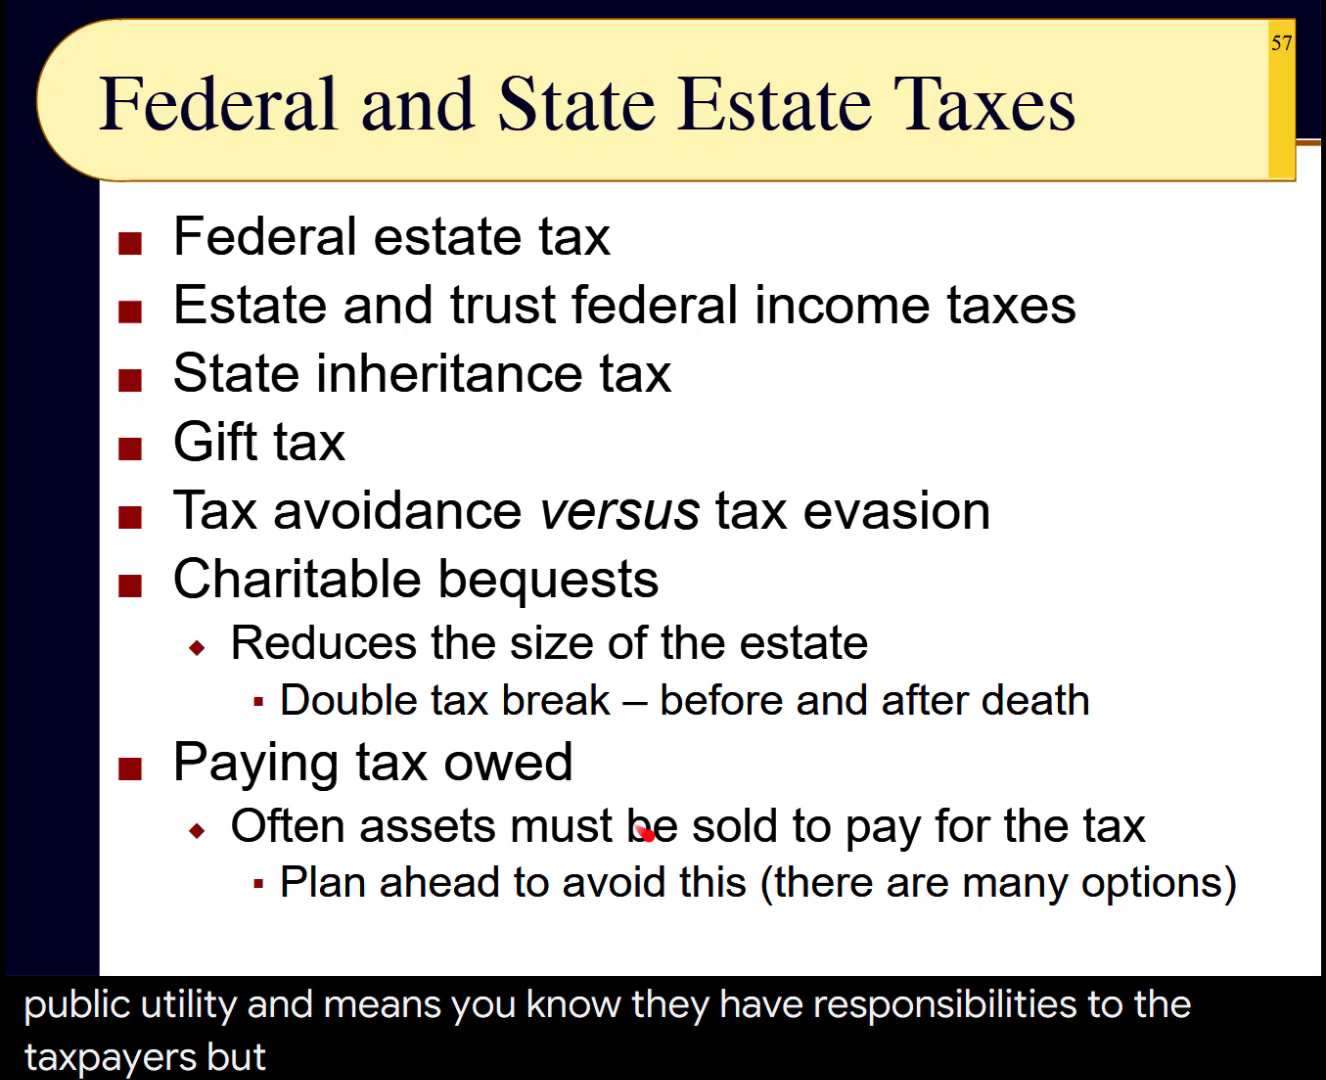 57
Federal and State Estate Taxes
Federal estate tax
Estate and trust federal income taxes
State inheritance tax
Gift tax
Tax avoidance versus tax evasion
Charitable bequests
Reduces the size of the estate
Double tax break – before and after death
Paying tax owed
Often assets must be sold to pay for the tax
Plan ahead to avoid this (there are many options)
public utility and means you know they have responsibilities to the
taxpayers but